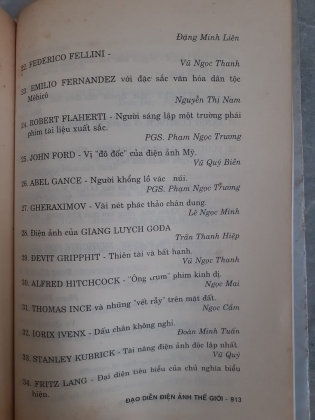 Đặng Minh Liên
22. FEDERICO FELLINI -
Vũ Ngọc Thanh
23. EMILIO FERNANDEZ với đặc sắc văn hóa dân tộc
Mêhicô
Nguyễn Thị Nam
24. ROBERT FLAHERTI - Người sáng lập một trường phái
phim tài liệu xuất sắc.
PGS. Phạm Ngọc Trương
25. JOHN FORD - Vị "đô đốc" của điện ảnh Mỹ.
Vũ Quý Biên
26. ABEL GANCE - Người khổng lồ vác núi.
PGS. Phạm Ngọc Trương
27. GHERAXIMOV - Vài nét phác thảo chân dung.
Lê Ngọc Minh
28. Điện ảnh của GIANG LUYCH GOĐA
Trần Thanh Hiệp
29. ĐEVIT GRIPPHIT - Thiên tài và bất hạnh.
Vũ Ngọc Thanh
30. ALFRED HITCHCOCK - "Ông trùm" phim kinh dị.
Ngọc Mai
31. THOMAS INCE và những "vết rẫy" trên mặt đất.
Ngọc Cầm
32. IORIX IVENX - Dấu chân không nghỉ.
Đoàn Minh Tuấn
33. STANLEY KUBRICK - Tài năng điện ảnh độc lập nhất.
Vũ Quý
34. FRITZ LANG - Đại diễn tiêu biểu của chủ nghĩa biểu
hiện.
ĐẠO DIỄN ĐIỆN ẢNH THẾ GIỚI - 913